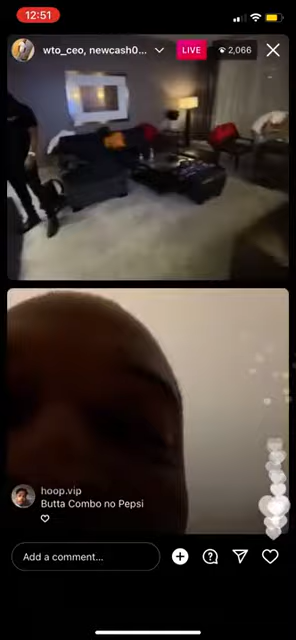 12:51
wto_ceo, newcash0...
LIVE
2,066
hoop.vip
Butta Combo no Pepsi
Add a comment...